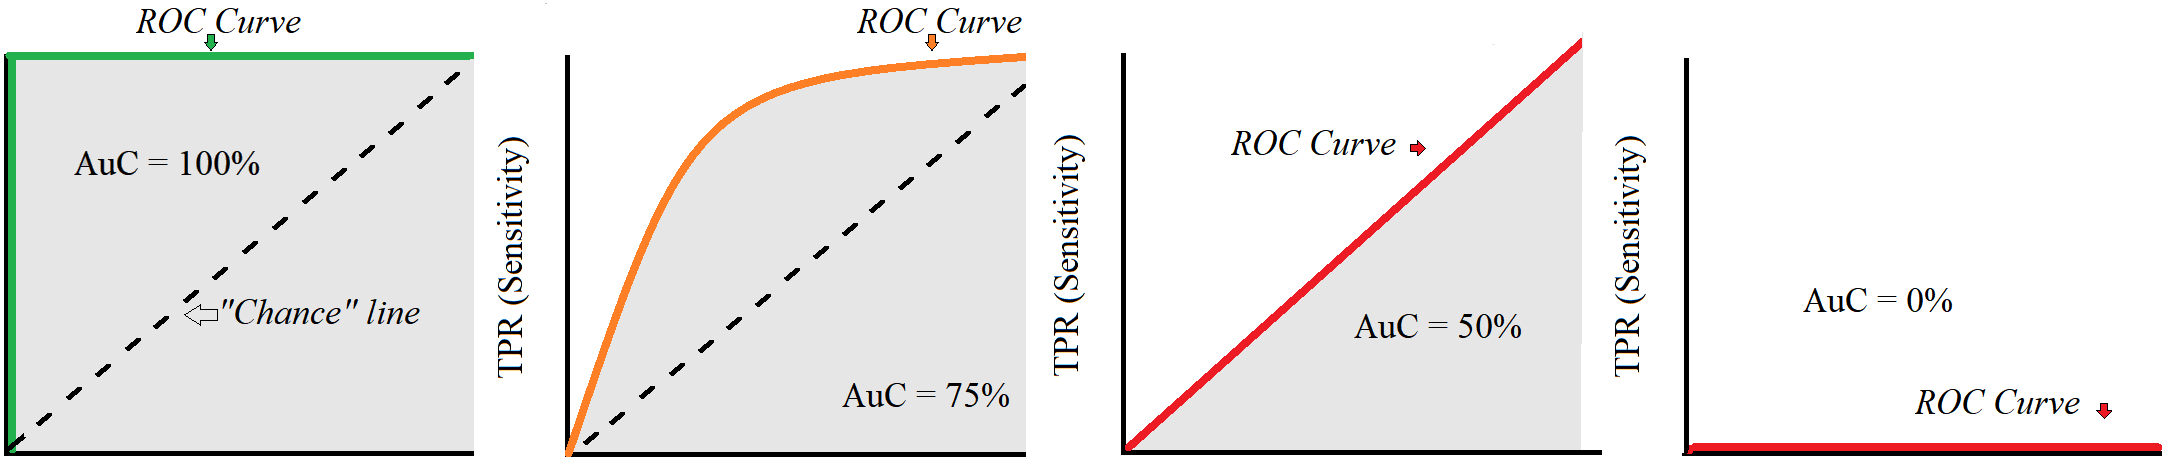 ROC Curve
AuC = 100%
"Chance" line
TPR (Sensitivity)
ROC Curve
AuC = 75%
TPR (Sensitivity)
ROC Curve
AuC = 50%
TPR (Sensitivity)
AuC = 0%
ROC Curve